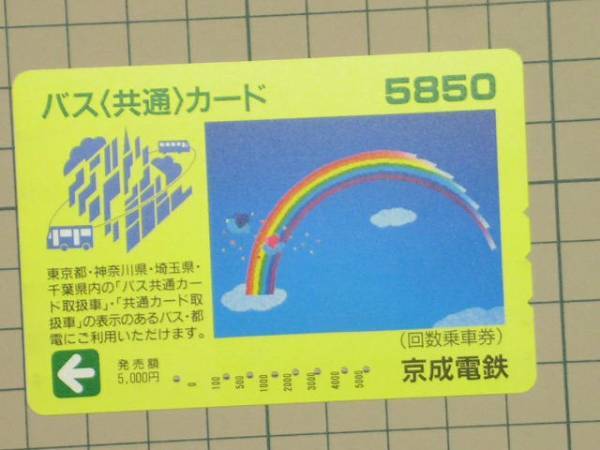 バス〈共通〉カード
5850
東京都・神奈川県・埼玉県・
千葉県内の「バス共通カー
ド取扱車」・「共通カード取
扱車」の表示のあるバス・都
電にご利用いただけます。
(回数乗車券)
発売額
5,000円
京成電鉄
0 100 500 1000 2000 3000 4000 5000